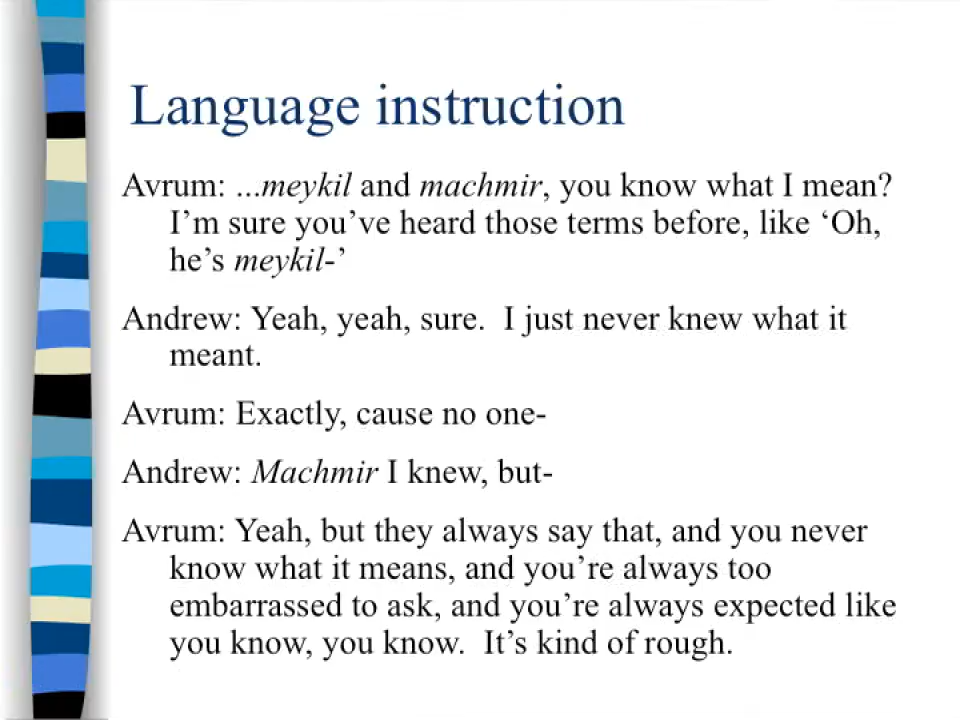 Language instruction
Avrum: ...meykil and machmir, you know what I mean?
I’m sure you’ve heard those terms before, like ‘Oh,
he’s meykil-’
Andrew: Yeah, yeah, sure.  I just never knew what it
meant.
Avrum: Exactly, cause no one-
Andrew: Machmir I knew, but-
Avrum: Yeah, but they always say that, and you never
know what it means, and you’re always too
embarrassed to ask, and you’re always expected like
you know, you know.  It’s kind of rough.